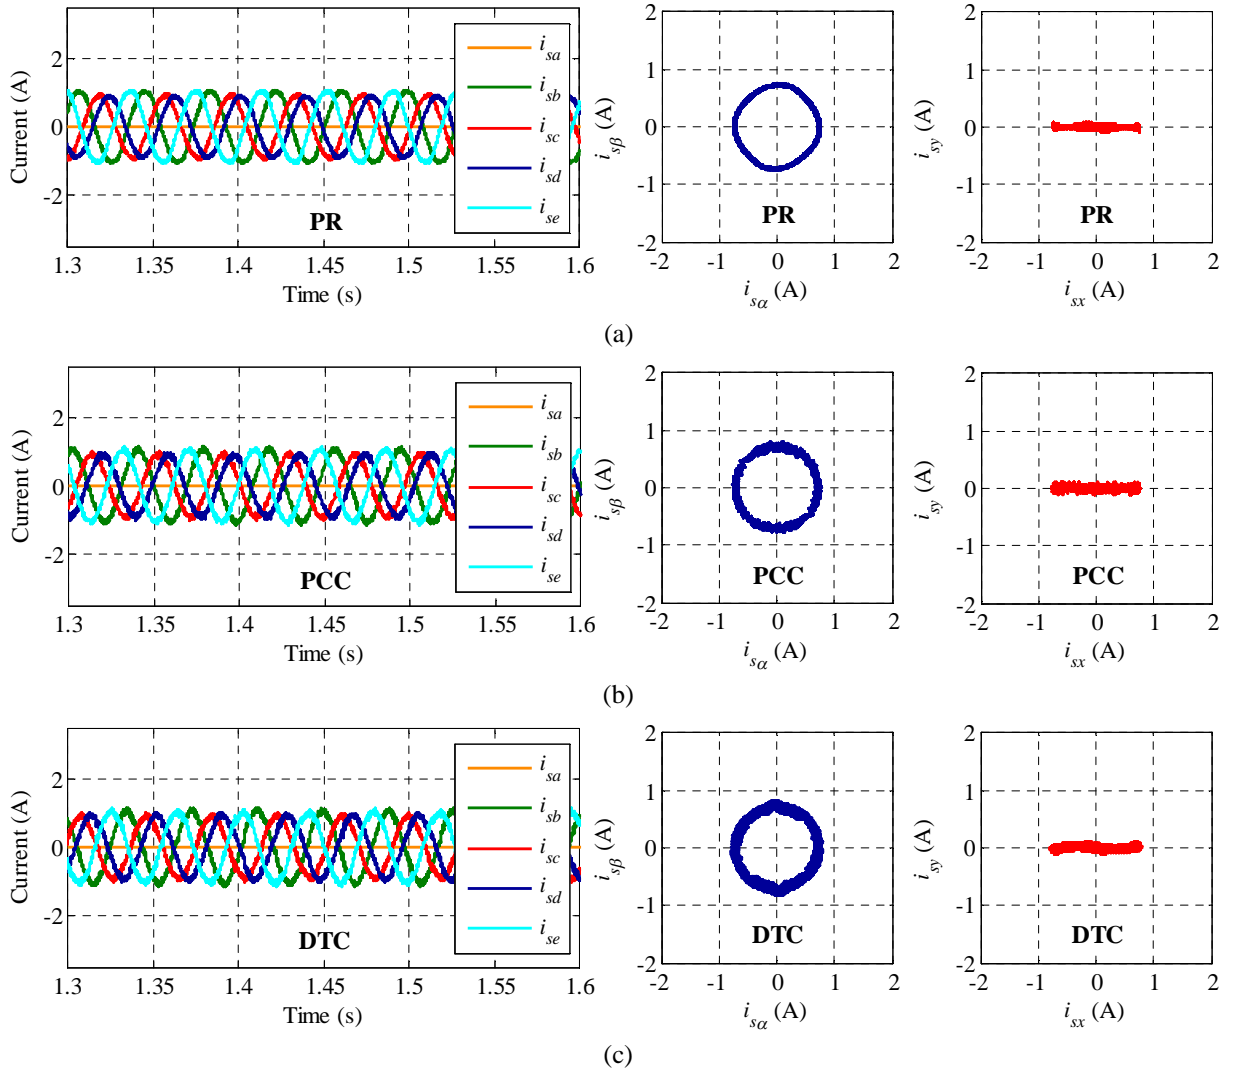 Current (A)
2
0
-2
1.3 1.35 1.4 1.45 1.5 1.55 1.6
Time (s)
i_sa
i_sb
i_sc
i_sd
i_se
PR
i_sβ (A)
2
1
0
-1
-2
-2 -1 0 1 2
i_sα (A)
PR
i_sy (A)
2
1
0
-1
-2
-2 -1 0 1 2
i_sx (A)
PR
(a)
Current (A)
2
0
-2
1.3 1.35 1.4 1.45 1.5 1.55 1.6
Time (s)
i_sa
i_sb
i_sc
i_sd
i_se
PCC
i_sβ (A)
2
1
0
-1
-2
-2 -1 0 1 2
i_sα (A)
PCC
i_sy (A)
2
1
0
-1
-2
-2 -1 0 1 2
i_sx (A)
PCC
(b)
Current (A)
2
0
-2
1.3 1.35 1.4 1.45 1.5 1.55 1.6
Time (s)
i_sa
i_sb
i_sc
i_sd
i_se
DTC
i_sβ (A)
2
1
0
-1
-2
-2 -1 0 1 2
i_sα (A)
DTC
i_sy (A)
2
1
0
-1
-2
-2 -1 0 1 2
i_sx (A)
DTC
(c)